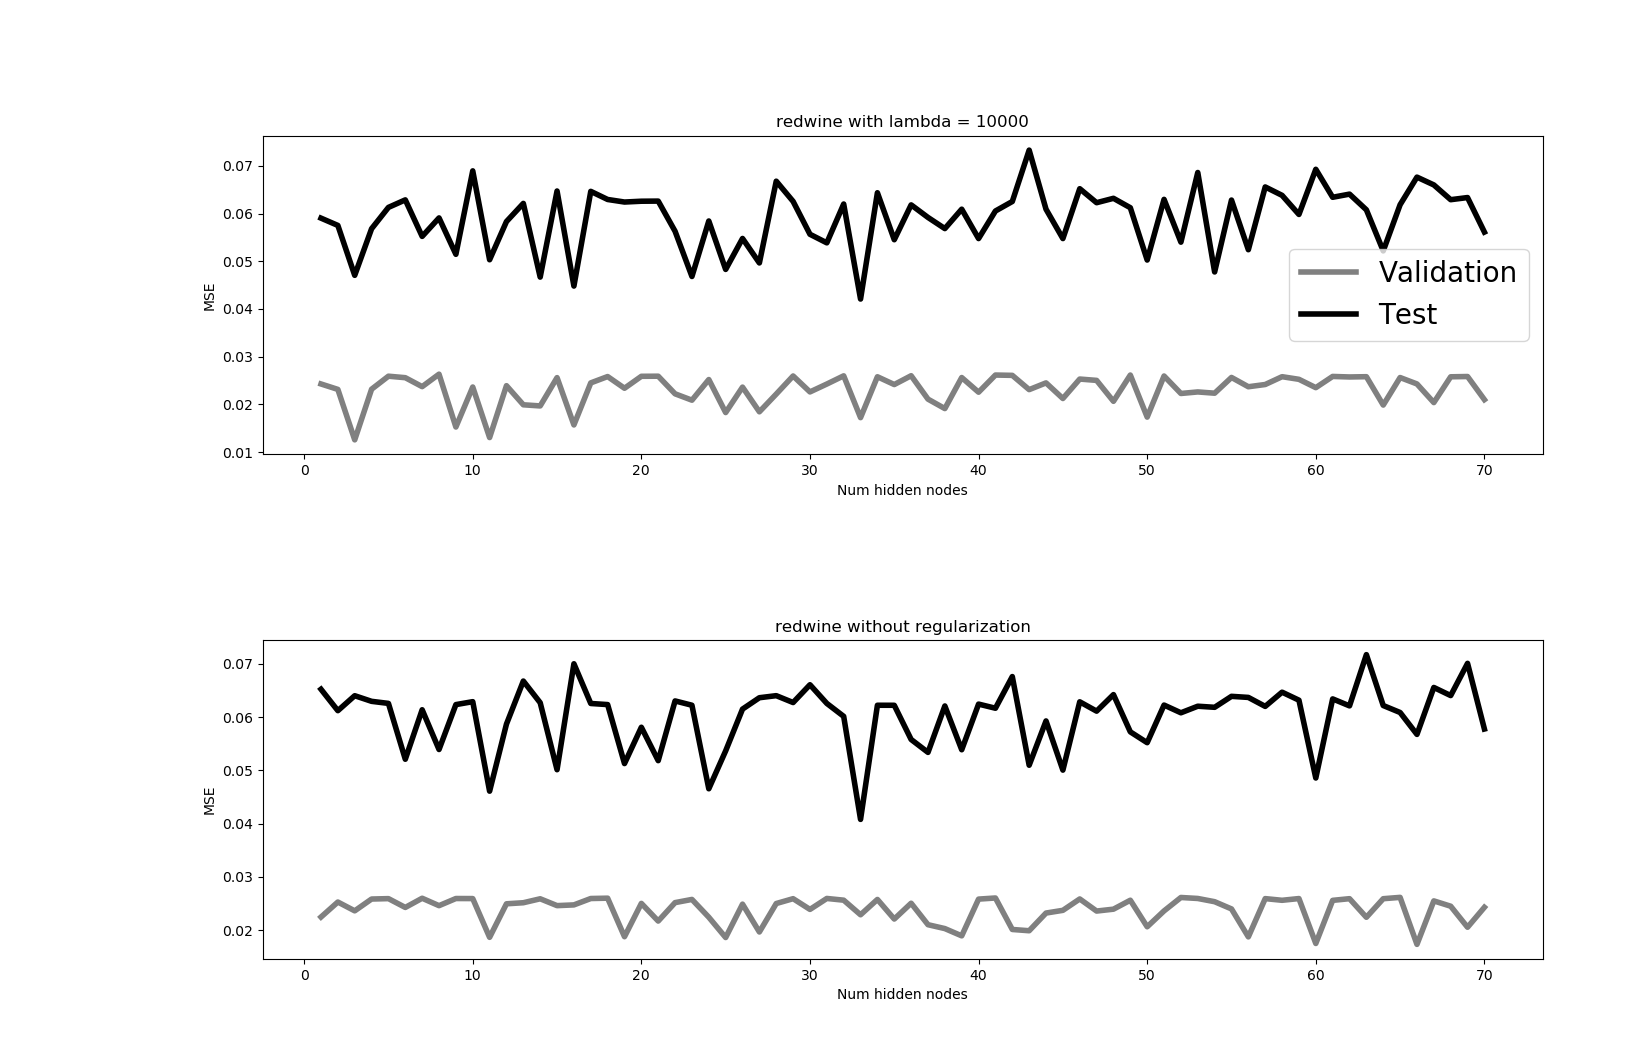 redwine with lambda = 10000
0.07
0.06
0.05
0.04
0.03
0.02
0.01
MSE
Validation
Test
0 10 20 30 40 50 60 70
Num hidden nodes
redwine without regularization
0.07
0.06
0.05
0.04
0.03
0.02
MSE
0 10 20 30 40 50 60 70
Num hidden nodes